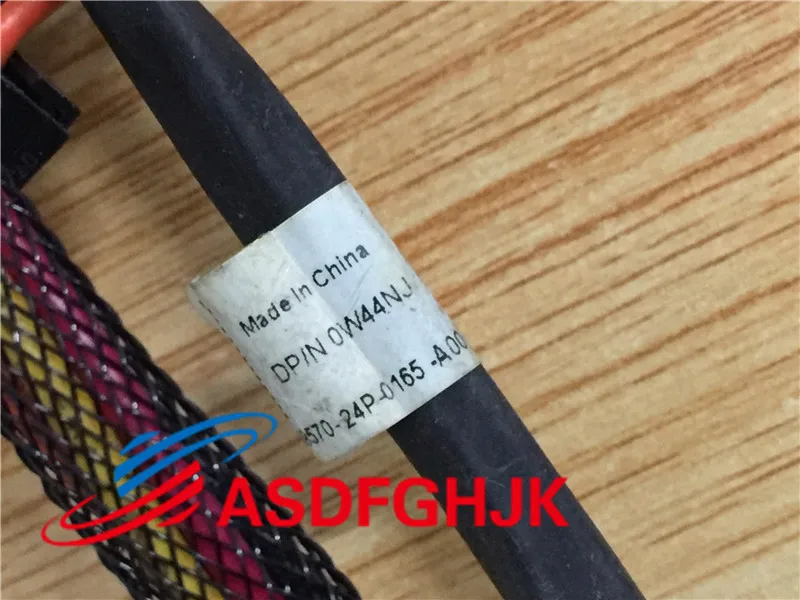 Made In China
DP/N 0W44NJ
570-24P-0165 -A00
ASDFGHJK